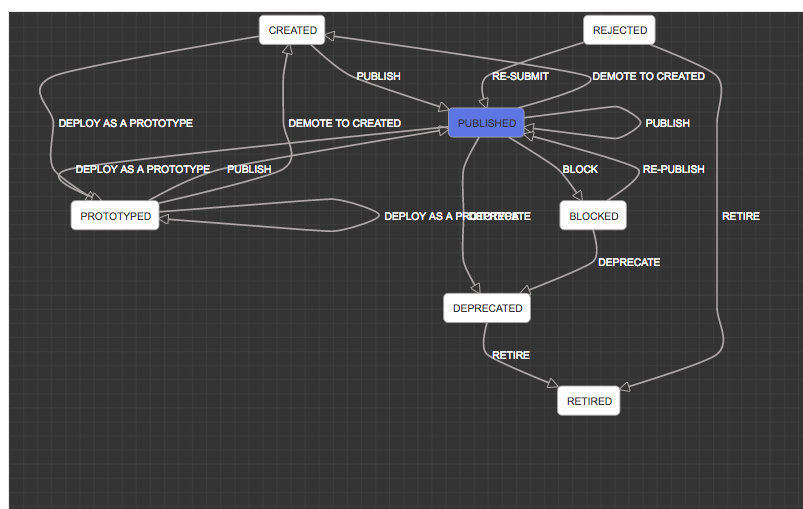 CREATED
REJECTED
PUBLISH
RE-SUBMIT
DEMOTE TO CREATED
DEPLOY AS A PROTOTYPE
DEMOTE TO CREATED
PUBLISHED
PUBLISH
DEPLOY AS A PROTOTYPE
PUBLISH
BLOCK
RE-PUBLISH
PROTOTYPED
DEPLOY AS A PROTOTYPE
DEPRECATE
BLOCKED
RETIRE
DEPRECATE
DEPRECATED
RETIRE
RETIRED